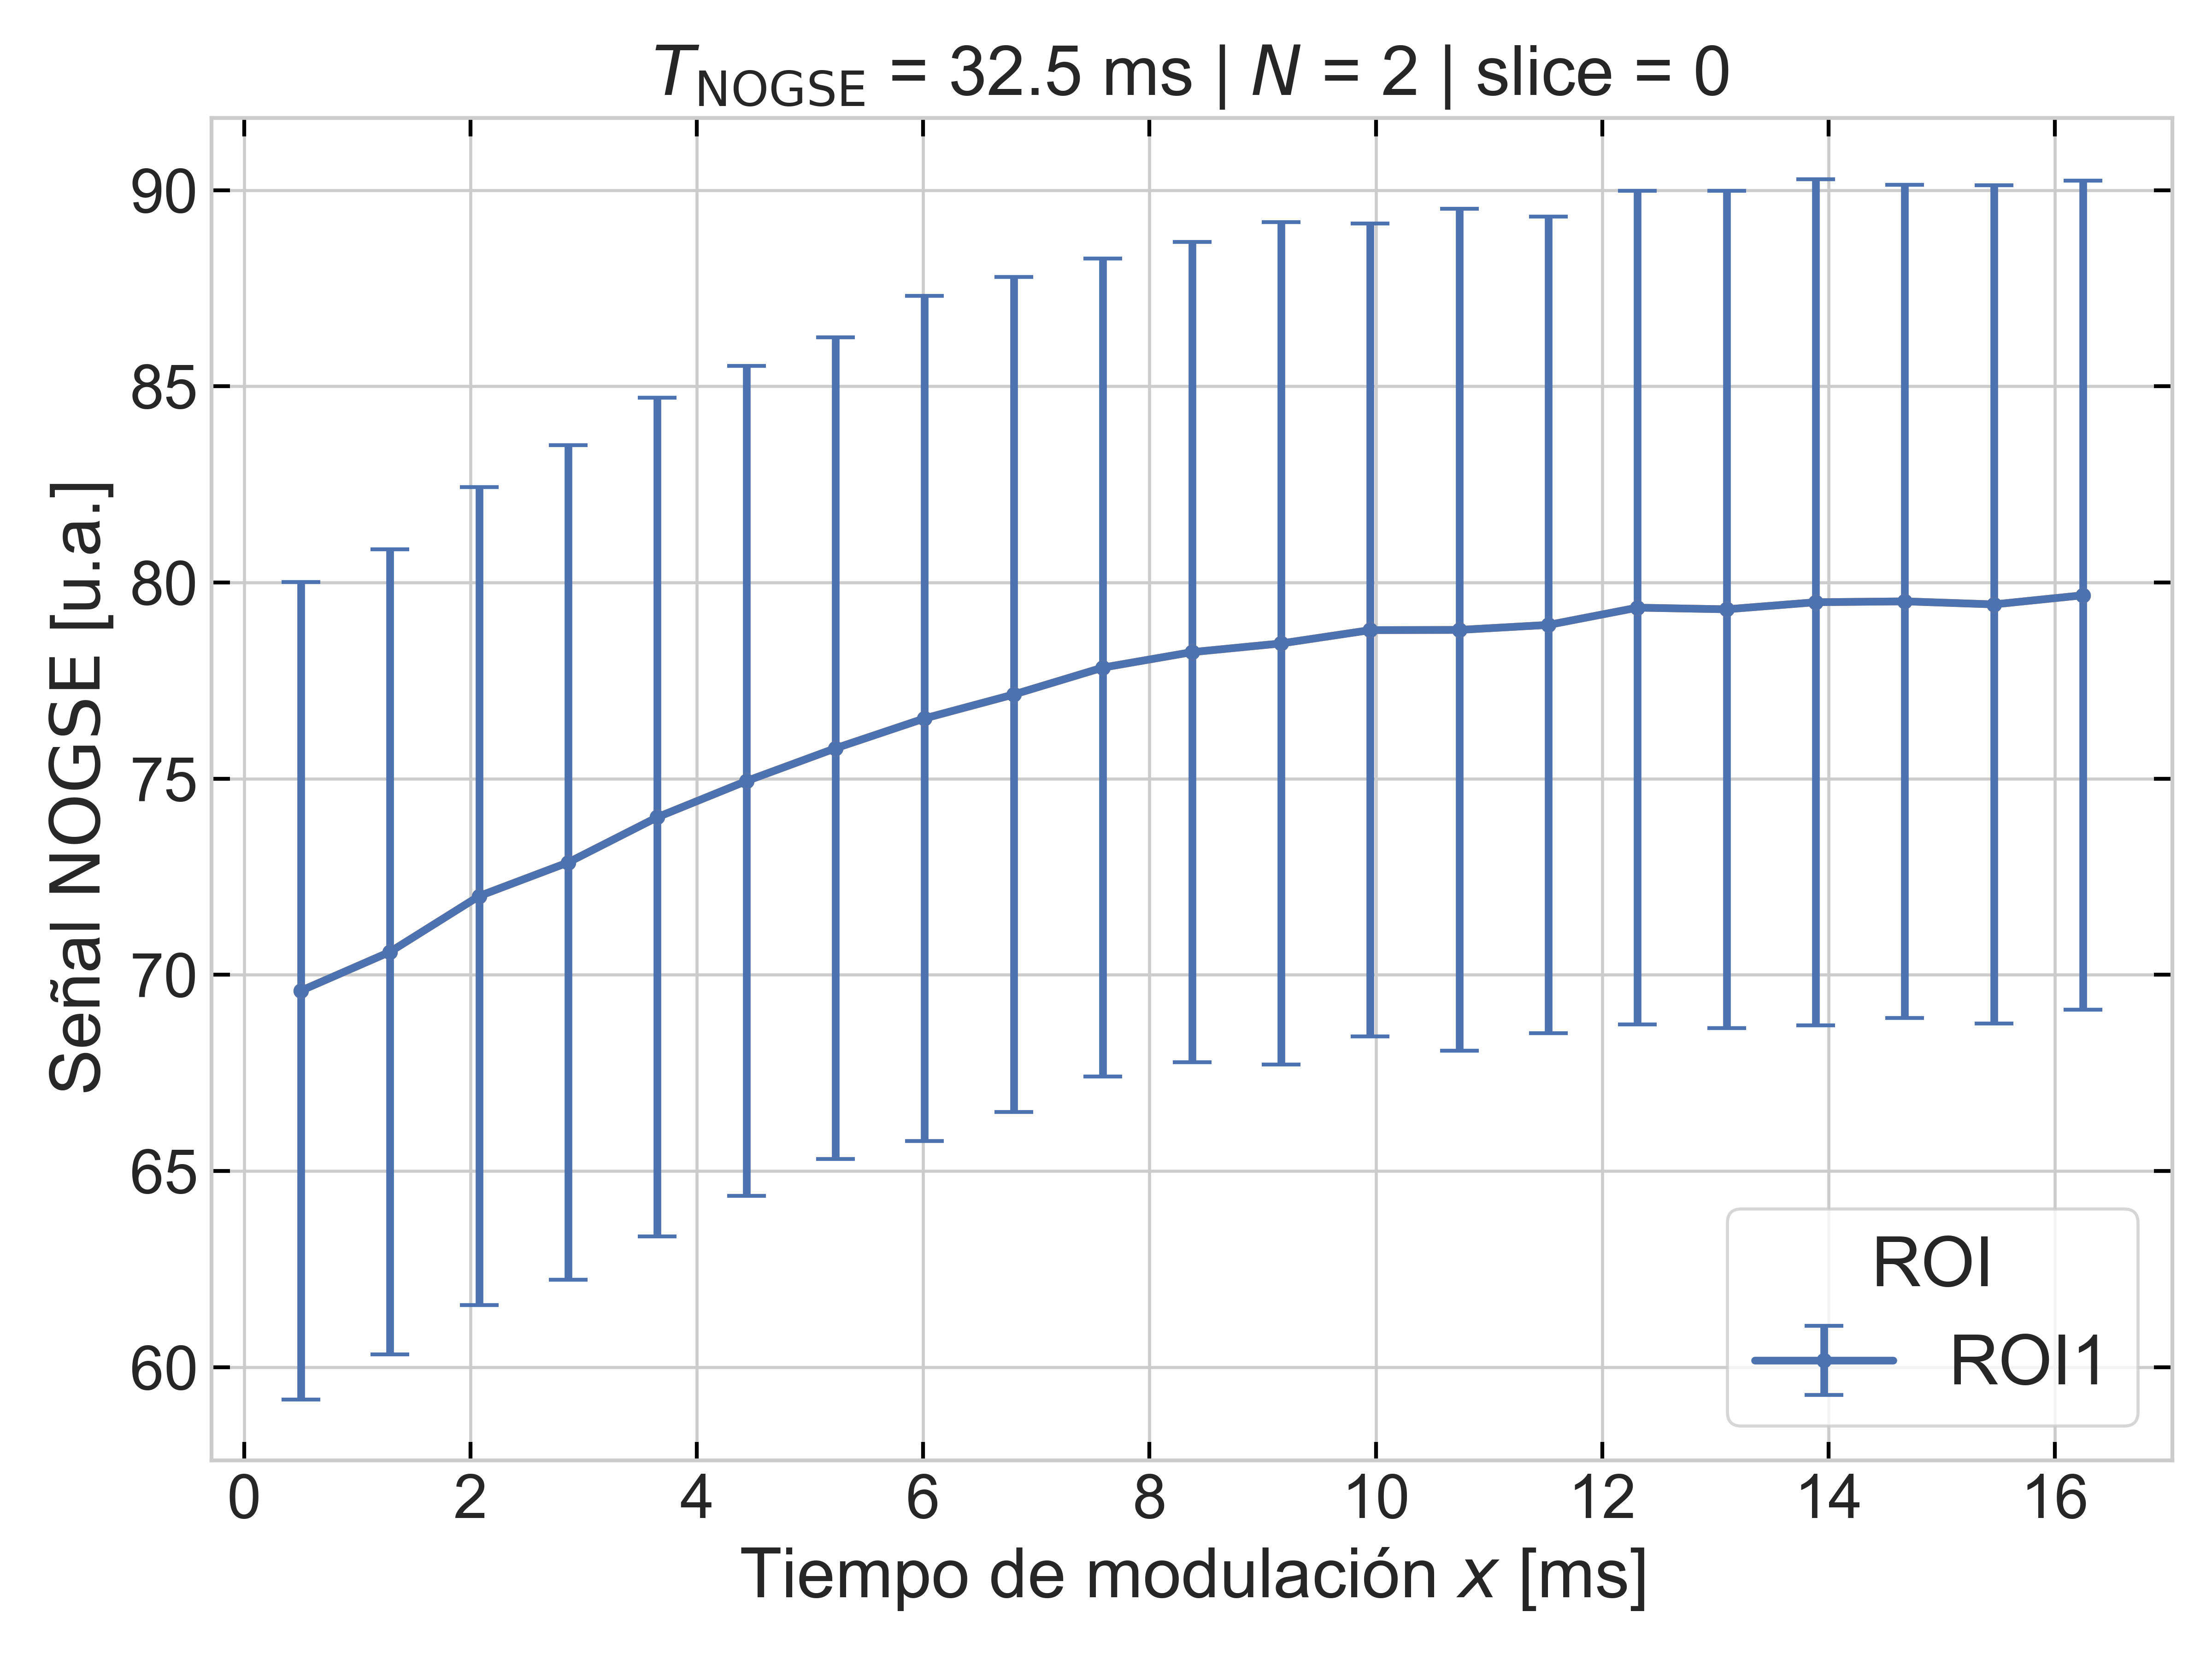 T_NOGSE = 32.5 ms | N = 2 | slice = 0
Señal NOGSE [u.a.]
90
85
80
75
70
65
60
ROI
ROI1
0 2 4 6 8 10 12 14 16
Tiempo de modulación x [ms]